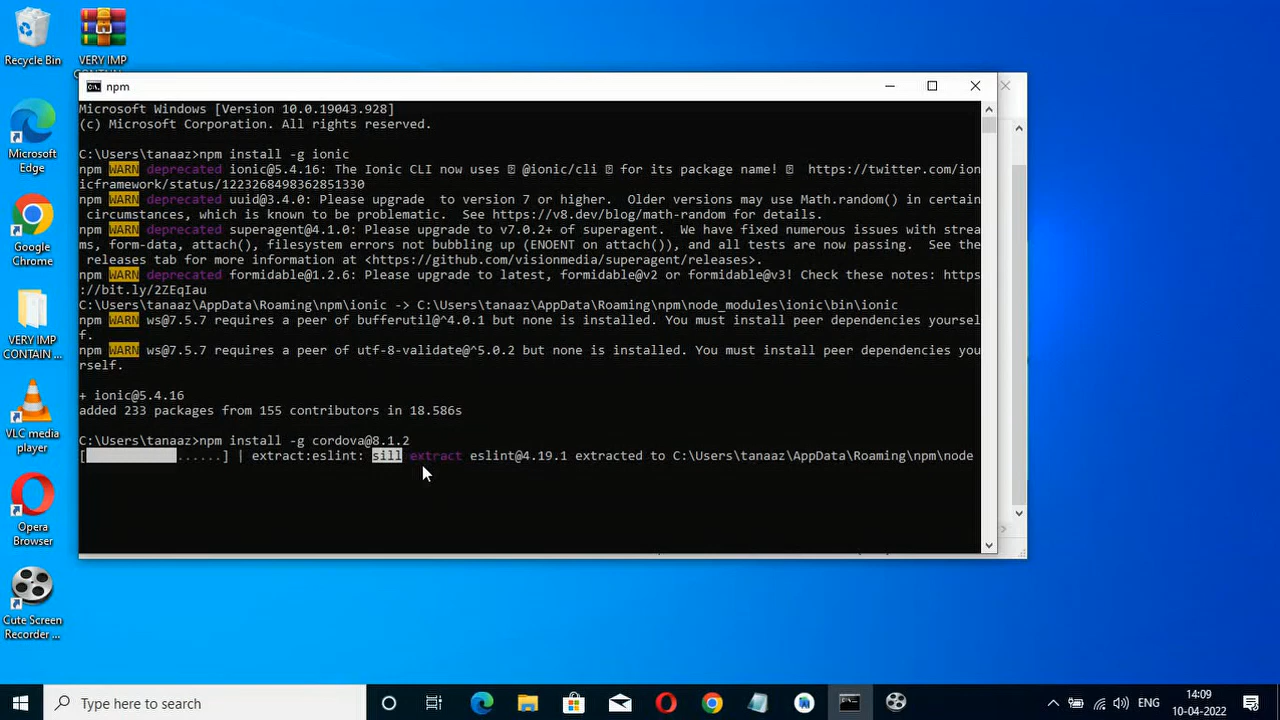 Recycle Bin
VERY IMP
Microsoft Edge
Google Chrome
VERY IMP
CONTAIN ...
VLC media player
Opera Browser
Cute Screen Recorder ...
npm
Microsoft Windows [Version 10.0.19043.928]
(c) Microsoft Corporation. All rights reserved.
C:\Users\tanaaz>npm install -g ionic
npm WARN deprecated ionic@5.4.16: The Ionic CLI now uses @ionic/cli for its package name! https://twitter.com/ion
icframework/status/1223268498362851330
npm WARN deprecated uuid@3.4.0: Please upgrade  to version 7 or higher.  Older versions may use Math.random() in certain
 circumstances, which is known to be problematic.  See https://v8.dev/blog/math-random for details.
npm WARN deprecated superagent@4.1.0: Please upgrade to v7.0.2+ of superagent.  We have fixed numerous issues with strea
ms, form-data, attach(), filesystem errors not bubbling up (ENOENT on attach()), and all tests are now passing.  See the
 releases tab for more information at <https://github.com/visionmedia/superagent/releases>.
npm WARN deprecated formidable@1.2.6: Please upgrade to latest, formidable@v2 or formidable@v3! Check these notes: https
://bit.ly/2ZEqIau
C:\Users\tanaaz\AppData\Roaming\npm\ionic -> C:\Users\tanaaz\AppData\Roaming\npm\node_modules\ionic\bin\ionic
npm WARN ws@7.5.7 requires a peer of bufferutil@^4.0.1 but none is installed. You must install peer dependencies yoursel
f.
npm WARN ws@7.5.7 requires a peer of utf-8-validate@^5.0.2 but none is installed. You must install peer dependencies you
rself.
+ ionic@5.4.16
added 233 packages from 155 contributors in 18.586s
C:\Users\tanaaz>npm install -g cordova@8.1.2
[ ......] | extract:eslint: sill extract eslint@4.19.1 extracted to C:\Users\tanaaz\AppData\Roaming\npm\node
Type here to search
ENG
14:09
10-04-2022